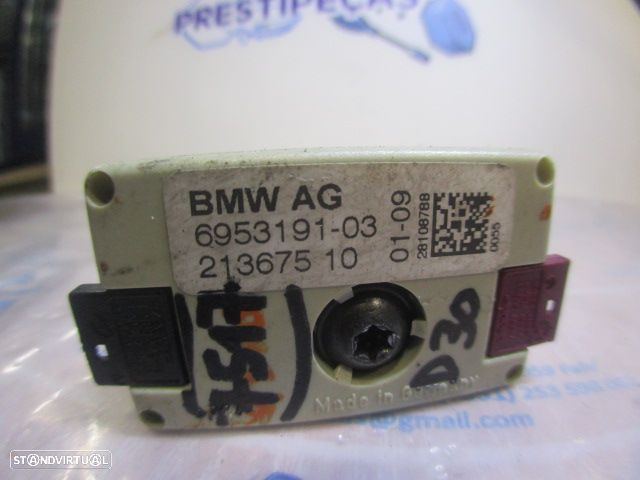 PRESTIPEÇAS
BMW AG
6953191-03
213675 10
01-09
28108788
0055
D30
Made in Germany
@gmail.com
STANDVIRTUAL